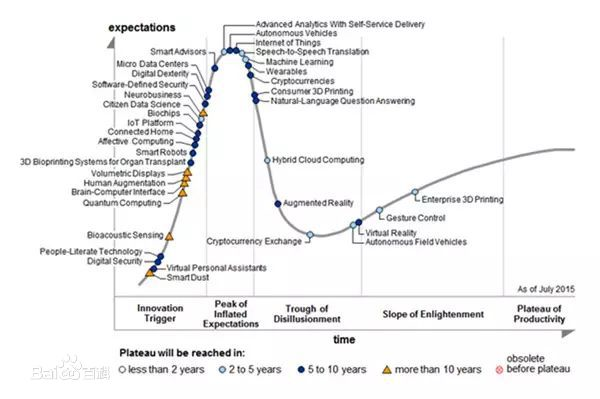 expectations
Advanced Analytics With Self-Service Delivery
Autonomous Vehicles
Internet of Things
Smart Advisors
Speech-to-Speech Translation
Micro Data Centers
Machine Learning
Digital Dexterity
Wearables
Software-Defined Security
Cryptocurrencies
Neurobusiness
Consumer 3D Printing
Citizen Data Science
Natural-Language Question Answering
Biochips
IoT Platform
Connected Home
Affective Computing
Smart Robots
3D Bioprinting Systems for Organ Transplant
Hybrid Cloud Computing
Volumetric Displays
Human Augmentation
Brain-Computer Interface
Quantum Computing
Augmented Reality
Enterprise 3D Printing
Gesture Control
Bioacoustic Sensing
Virtual Reality
Cryptocurrency Exchange
Autonomous Field Vehicles
People-Literate Technology
Digital Security
Virtual Personal Assistants
Smart Dust
As of July 2015
Innovation
Trigger
Peak of
Inflated
Expectations
Trough of
Disillusionment
Slope of Enlightenment
Plateau of
Productivity
time
Plateau will be reached in:
less than 2 years
2 to 5 years
5 to 10 years
more than 10 years
obsolete
before plateau
Bai百科